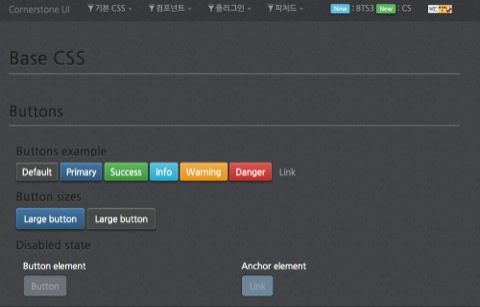 Cornerstone UI 기본 CSS 컴포넌트 플러그인 피처드 New : BTS3 New : CS
Base CSS
Buttons
Buttons example
Default Primary Success Info Warning Danger Link
Button sizes
Large button Large button
Disabled state
Button element Anchor element
Button Link